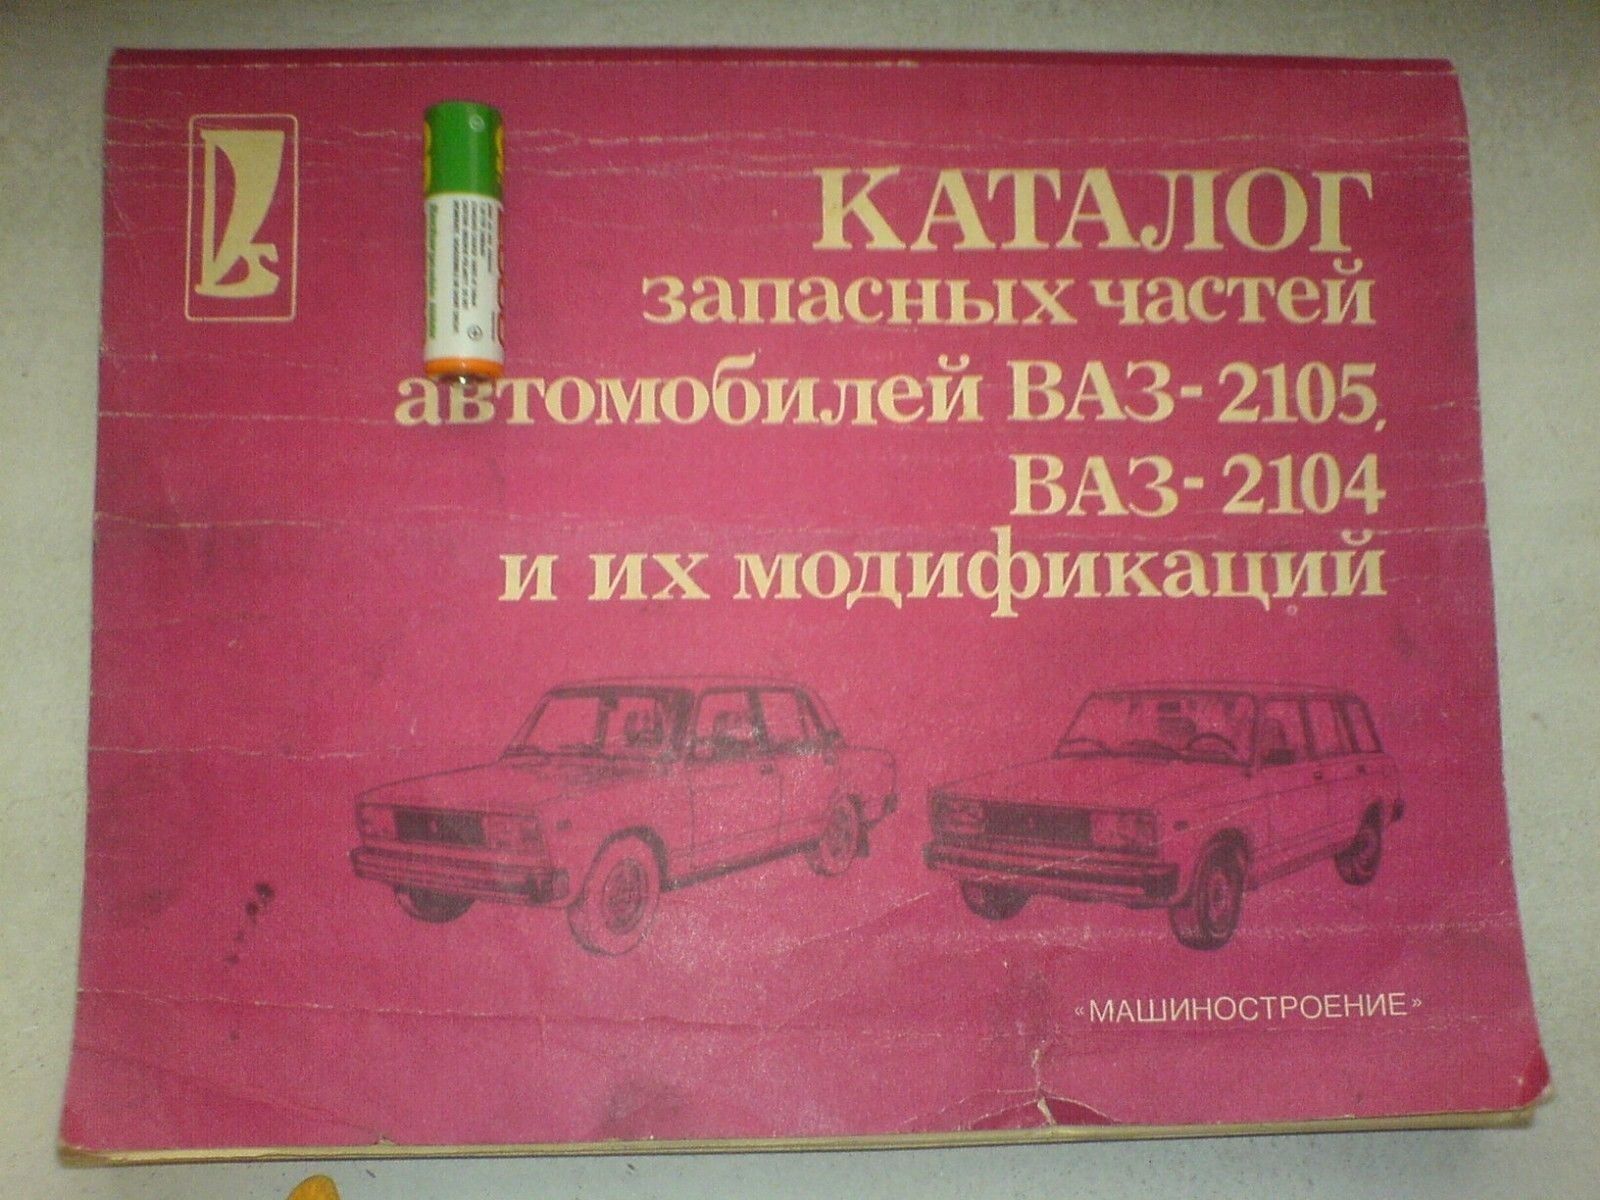 КАТАЛОГ
запасных частей
автомобилей ВАЗ-2105,
ВАЗ-2104
и их модификаций
«МАШИНОСТРОЕНИЕ»